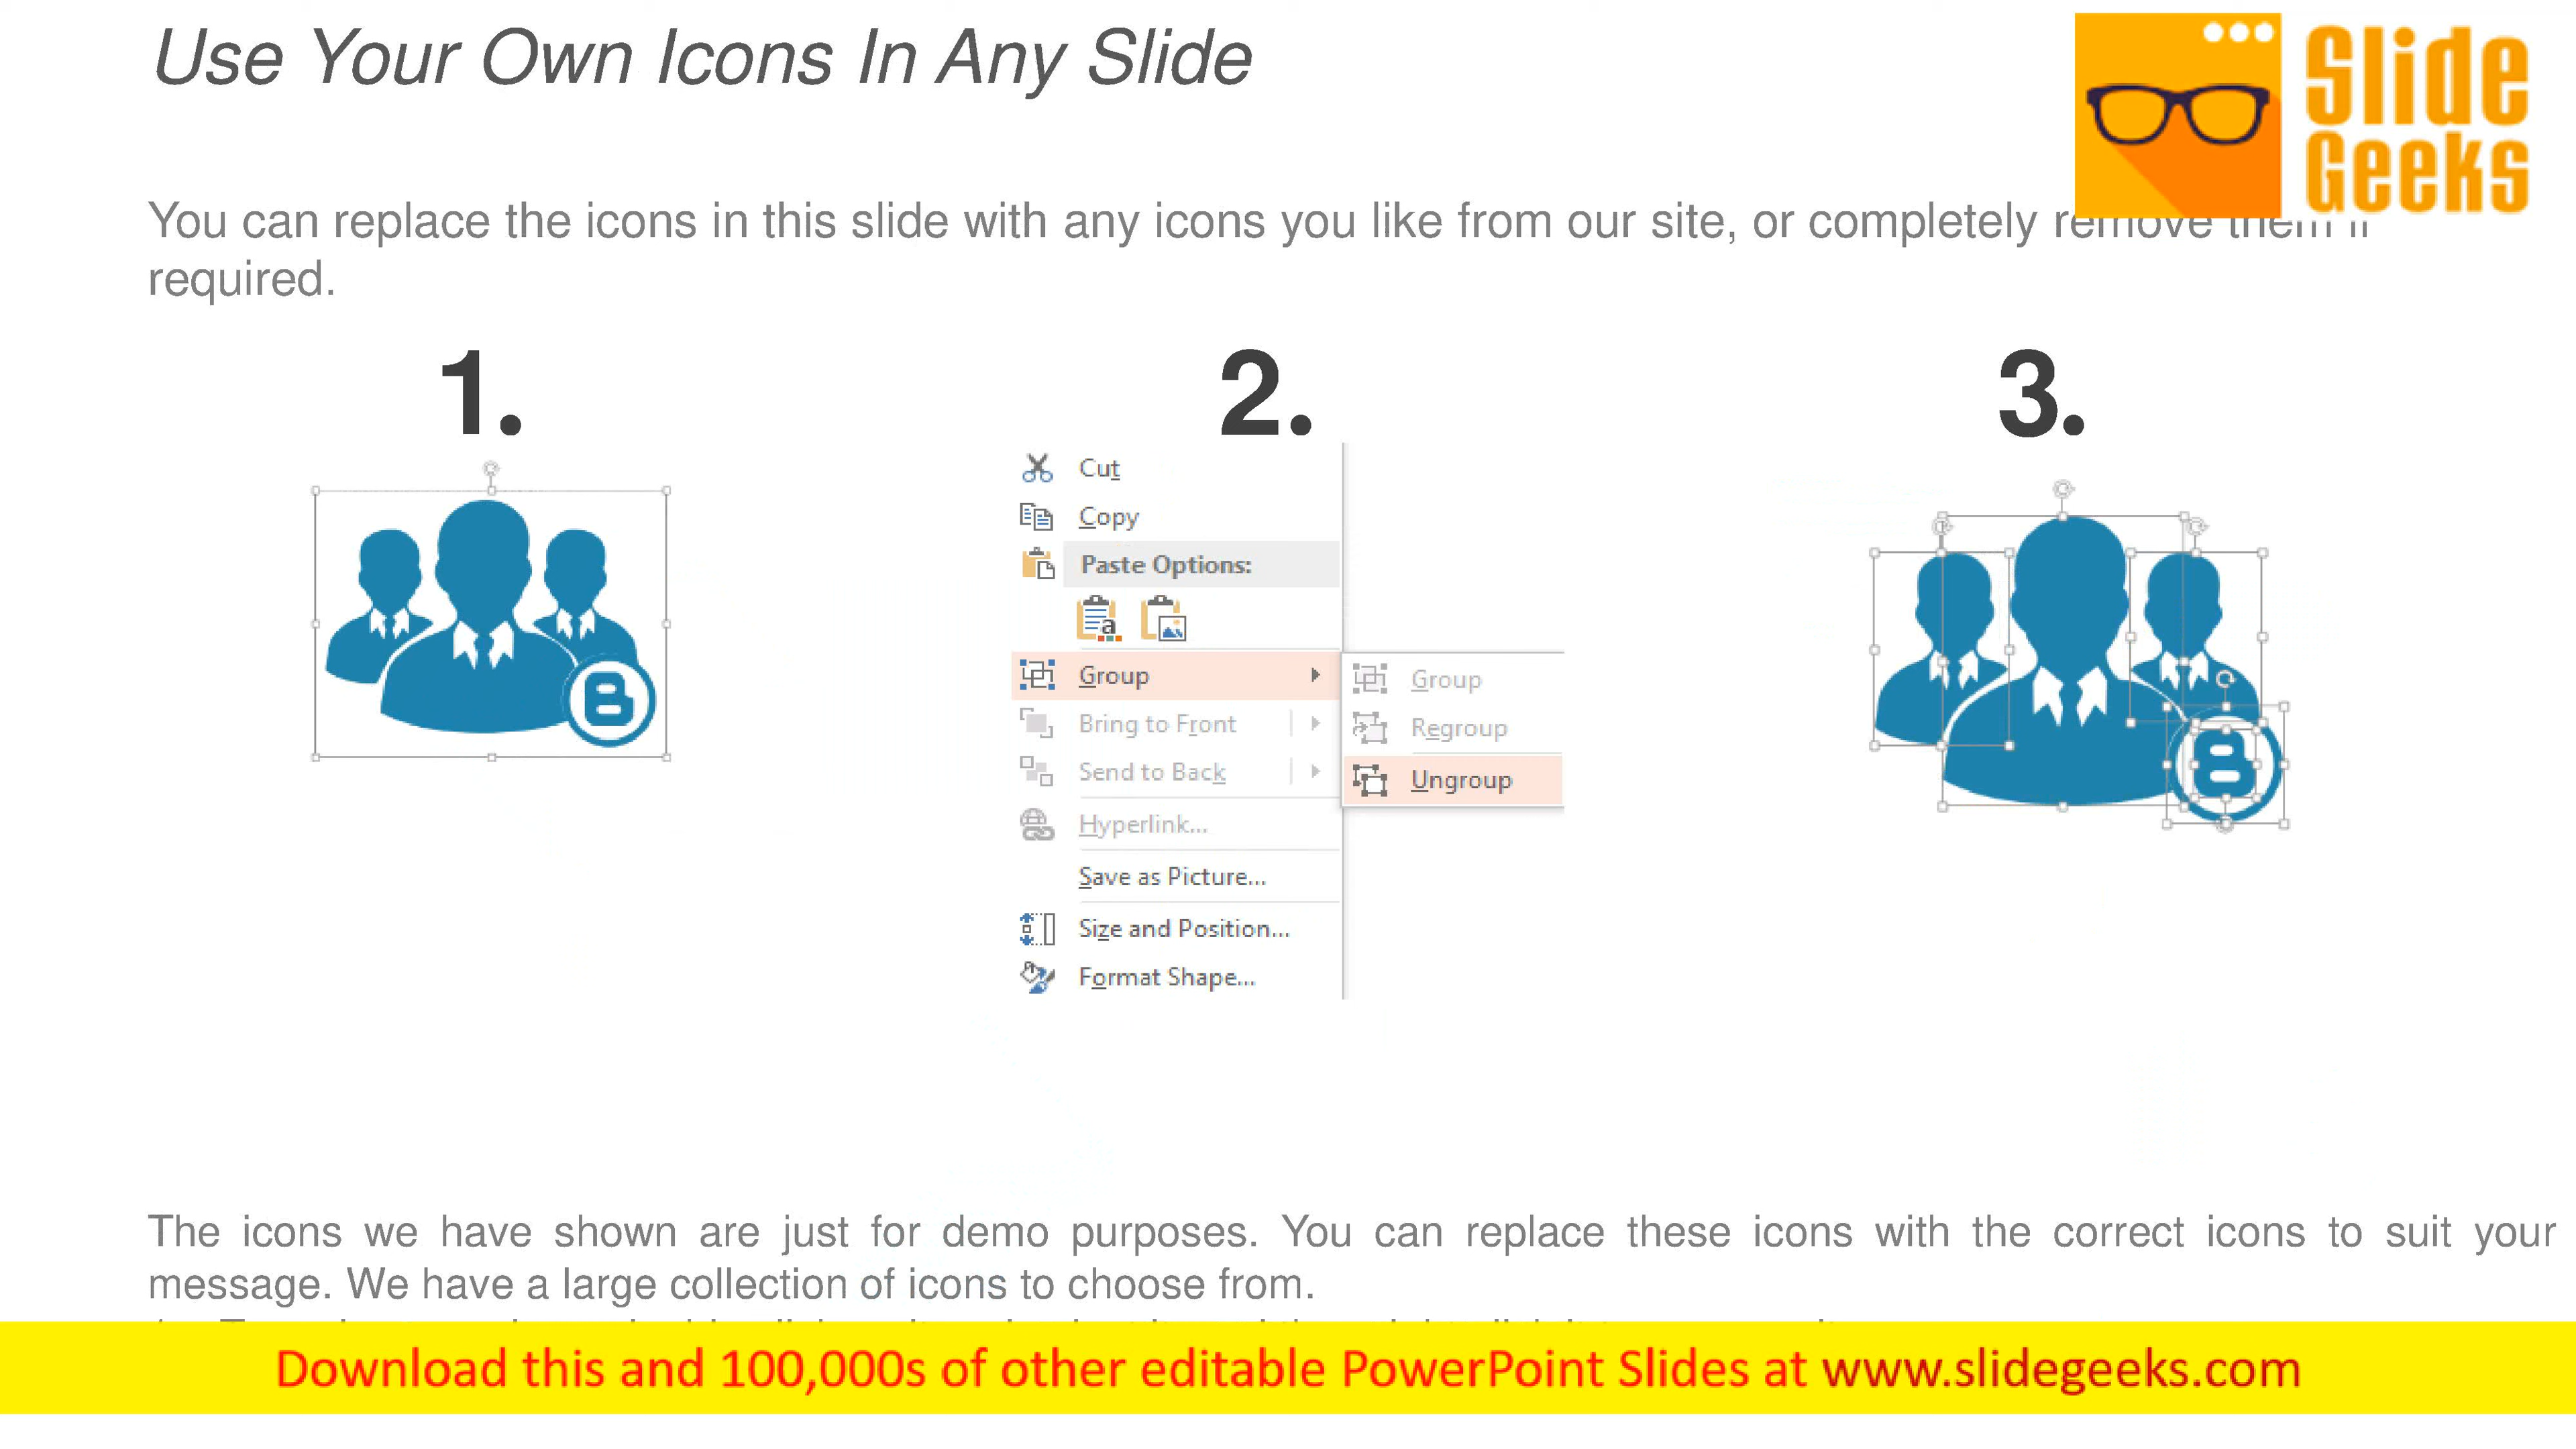 Use Your Own Icons In Any Slide
Slide
Geeks
You can replace the icons in this slide with any icons you like from our site, or completely remove them if
required.
1.
2.
3.
Cut
Copy
Paste Options:
Group
Bring to Front
Send to Back
Hyperlink...
Save as Picture...
Size and Position...
Format Shape...
Group
Regroup
Ungroup
The icons we have shown are just for demo purposes. You can replace these icons with the correct icons to suit your
message. We have a large collection of icons to choose from.
Download this and 100,000s of other editable PowerPoint Slides at www.slidegeeks.com